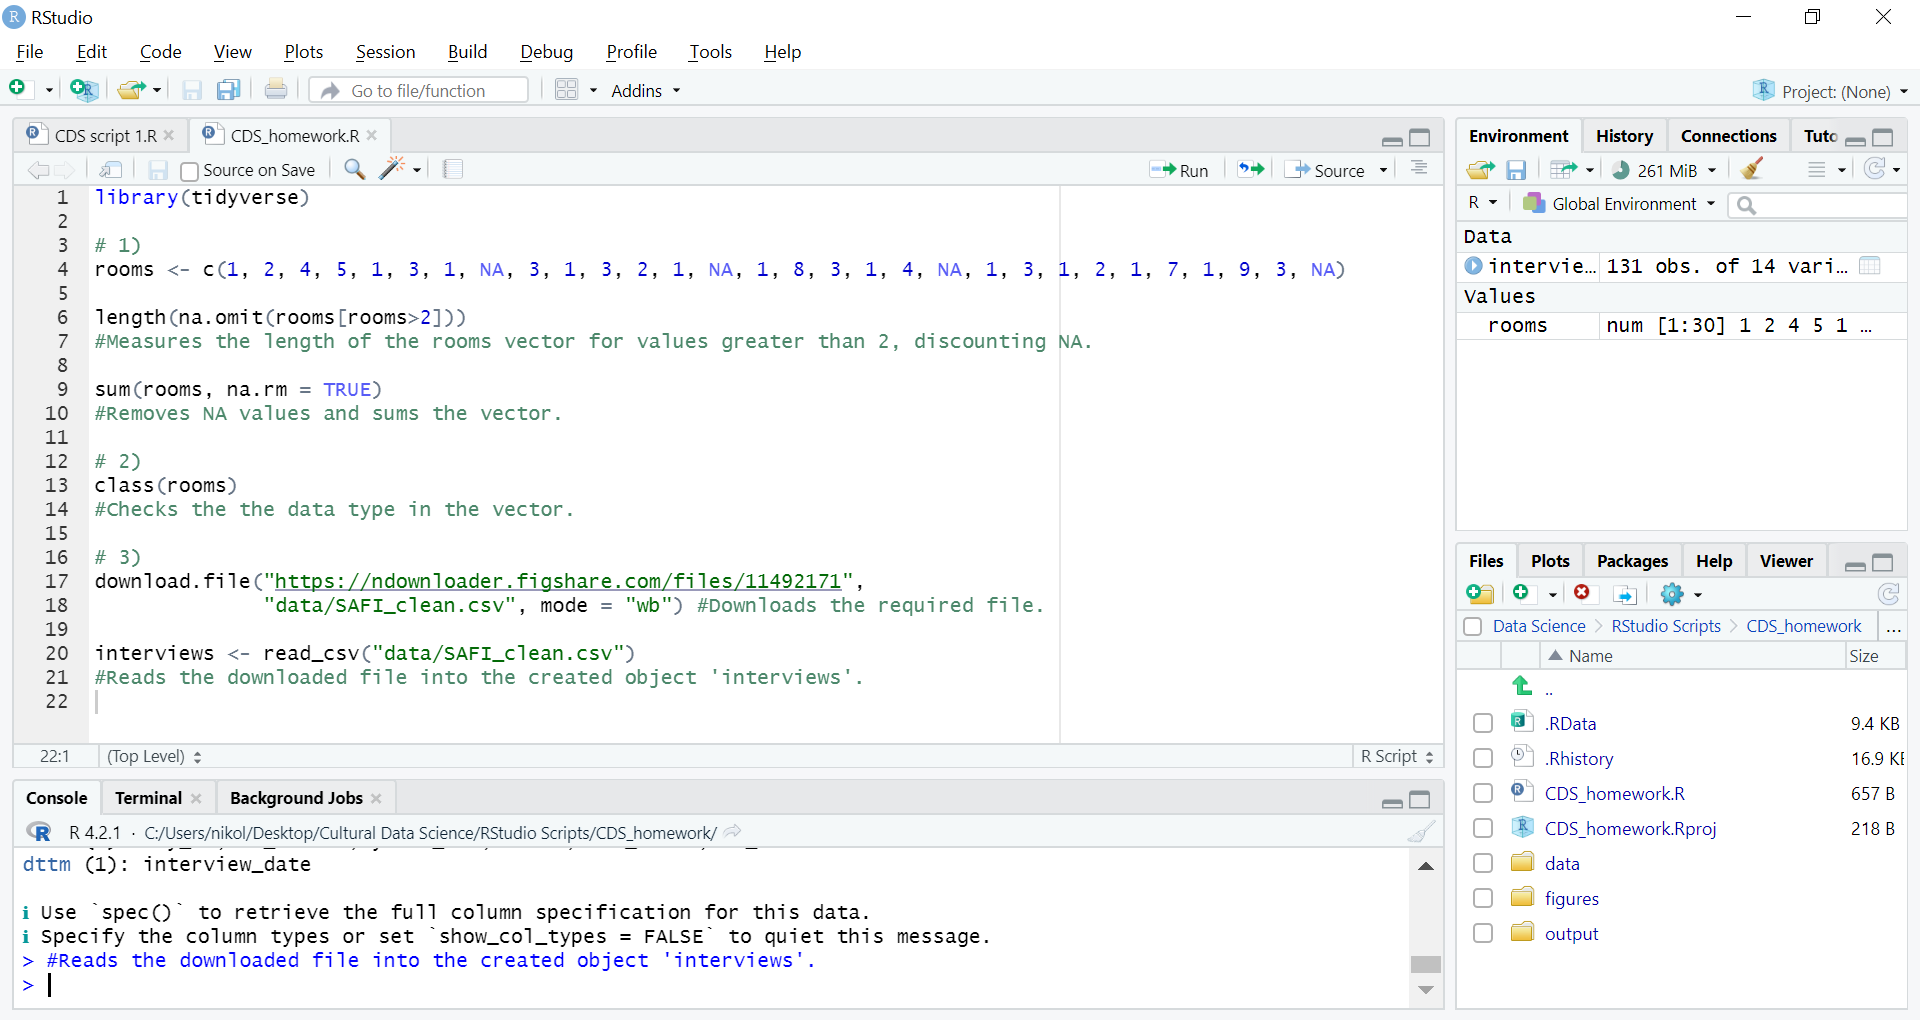 RStudio
File Edit Code View Plots Session Build Debug Profile Tools Help
Go to file/function Addins Project: (None)
CDS script 1.R CDS_homework.R
Source on Save Run Source
1 library(tidyverse)
2
3 # 1)
4 rooms <- c(1, 2, 4, 5, 1, 3, 1, NA, 3, 1, 3, 2, 1, NA, 1, 8, 3, 1, 4, NA, 1, 3, 1, 2, 1, 7, 1, 9, 3, NA)
5
6 length(na.omit(rooms[rooms>2]))
7 #Measures the length of the rooms vector for values greater than 2, discounting NA.
8
9 sum(rooms, na.rm = TRUE)
10 #Removes NA values and sums the vector.
11
12 # 2)
13 class(rooms)
14 #Checks the the data type in the vector.
15
16 # 3)
17 download.file("https://ndownloader.figshare.com/files/11492171",
18 "data/SAFI_clean.csv", mode = "wb") #Downloads the required file.
19
20 interviews <- read_csv("data/SAFI_clean.csv")
21 #Reads the downloaded file into the created object 'interviews'.
22
22:1 (Top Level) R Script
Console Terminal Background Jobs
R 4.2.1 · C:/Users/nikol/Desktop/Cultural Data Science/RStudio Scripts/CDS_homework/
dttm (1): interview_date
i Use `spec()` to retrieve the full column specification for this data.
i Specify the column types or set `show_col_types = FALSE` to quiet this message.
> #Reads the downloaded file into the created object 'interviews'.
>
Environment History Connections Tuto
261 MiB
R Global Environment
Data
intervie… 131 obs. of 14 vari…
Values
rooms num [1:30] 1 2 4 5 1 …
Files Plots Packages Help Viewer
Data Science RStudio Scripts CDS_homework ...
Name Size
..
.RData 9.4 KB
.Rhistory 16.9 KB
CDS_homework.R 657 B
CDS_homework.Rproj 218 B
data
figures
output